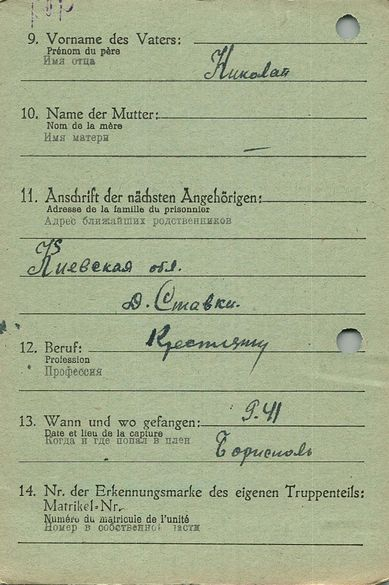 9. Vorname des Vaters:
Prénom du père
Имя отца
Николай
10. Name der Mutter:
Nom de la mère
Имя матери
—
11. Anschrift der nächsten Angehörigen:
Adresse de la famille du prisonnier
Адрес ближайших родственников
Киевская обл.
д. Ставки.
12. Beruf:
Profession
Профессия
13. Wann und wo gefangen: 9.41
Date et lieu de la capture
Когда и где попал в плен
Борисполь
14. Nr. der Erkennungsmarke des eigenen Truppenteils:
Matrikel-Nr.
Numéro du matricule de l'unité
Номер в собственной части